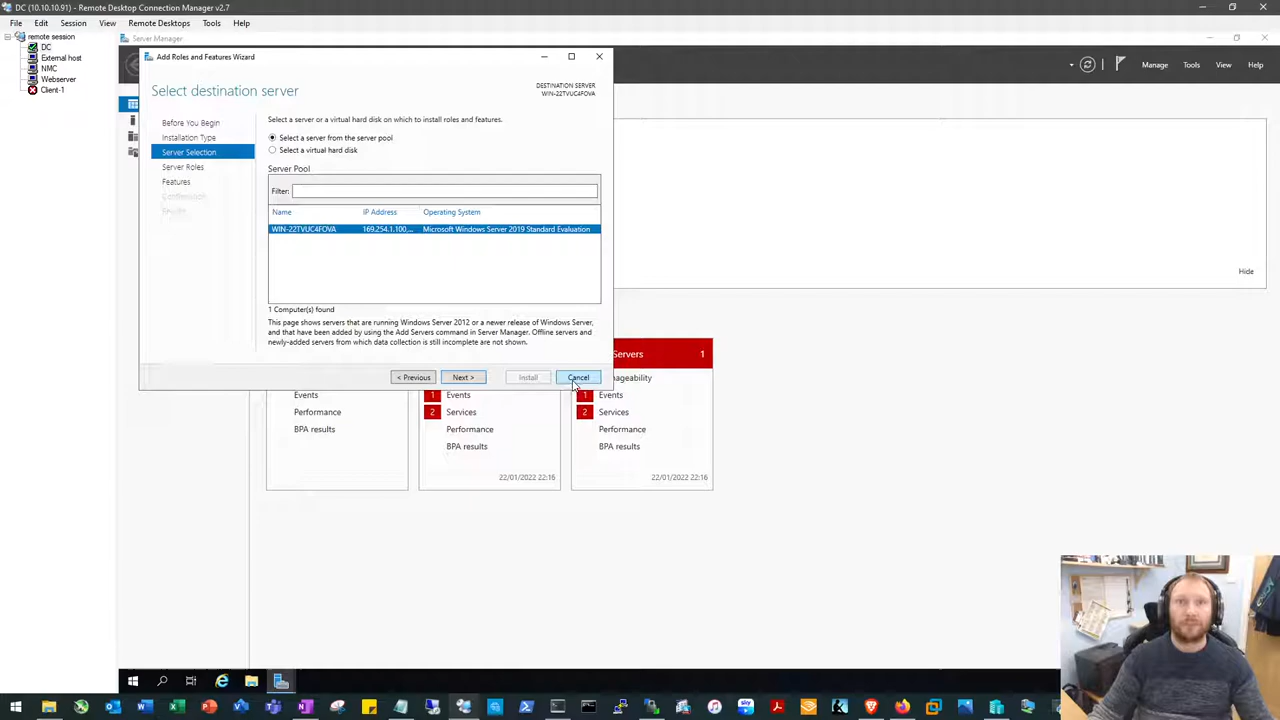 DC (10.10.10.91) - Remote Desktop Connection Manager v2.7
File Edit Session View Remote Desktops Tools Help
remote session
DC
External host
NMC
Webserver
Client-1
Server Manager
Manage Tools View Help
Add Roles and Features Wizard
Select destination server
DESTINATION SERVER
WIN-22TVUC4FOVA
Before You Begin
Installation Type
Server Selection
Server Roles
Features
Confirmation
Results
Select a server or a virtual hard disk on which to install roles and features.
Select a server from the server pool
Select a virtual hard disk
Server Pool
Filter:
Name IP Address Operating System
WIN-22TVUC4FOVA 169.254.1.100,... Microsoft Windows Server 2019 Standard Evaluation
1 Computer(s) found
This page shows servers that are running Windows Server 2012 or a newer release of Windows Server,
and that have been added by using the Add Servers command in Server Manager. Offline servers and
newly-added servers from which data collection is still incomplete are not shown.
< Previous Next > Install Cancel
Hide
Servers 1
Events
Performance
BPA results
1 Events
2 Services
Performance
BPA results
22/01/2022 22:16
1 Events
2 Services
Performance
BPA results
22/01/2022 22:16